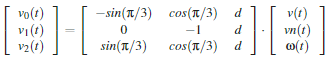 v0(t) −sin(π/3) cos(π/3) d v(t)
v1(t) = 0 −1 d · vn(t)
v2(t) sin(π/3) cos(π/3) d ω(t)